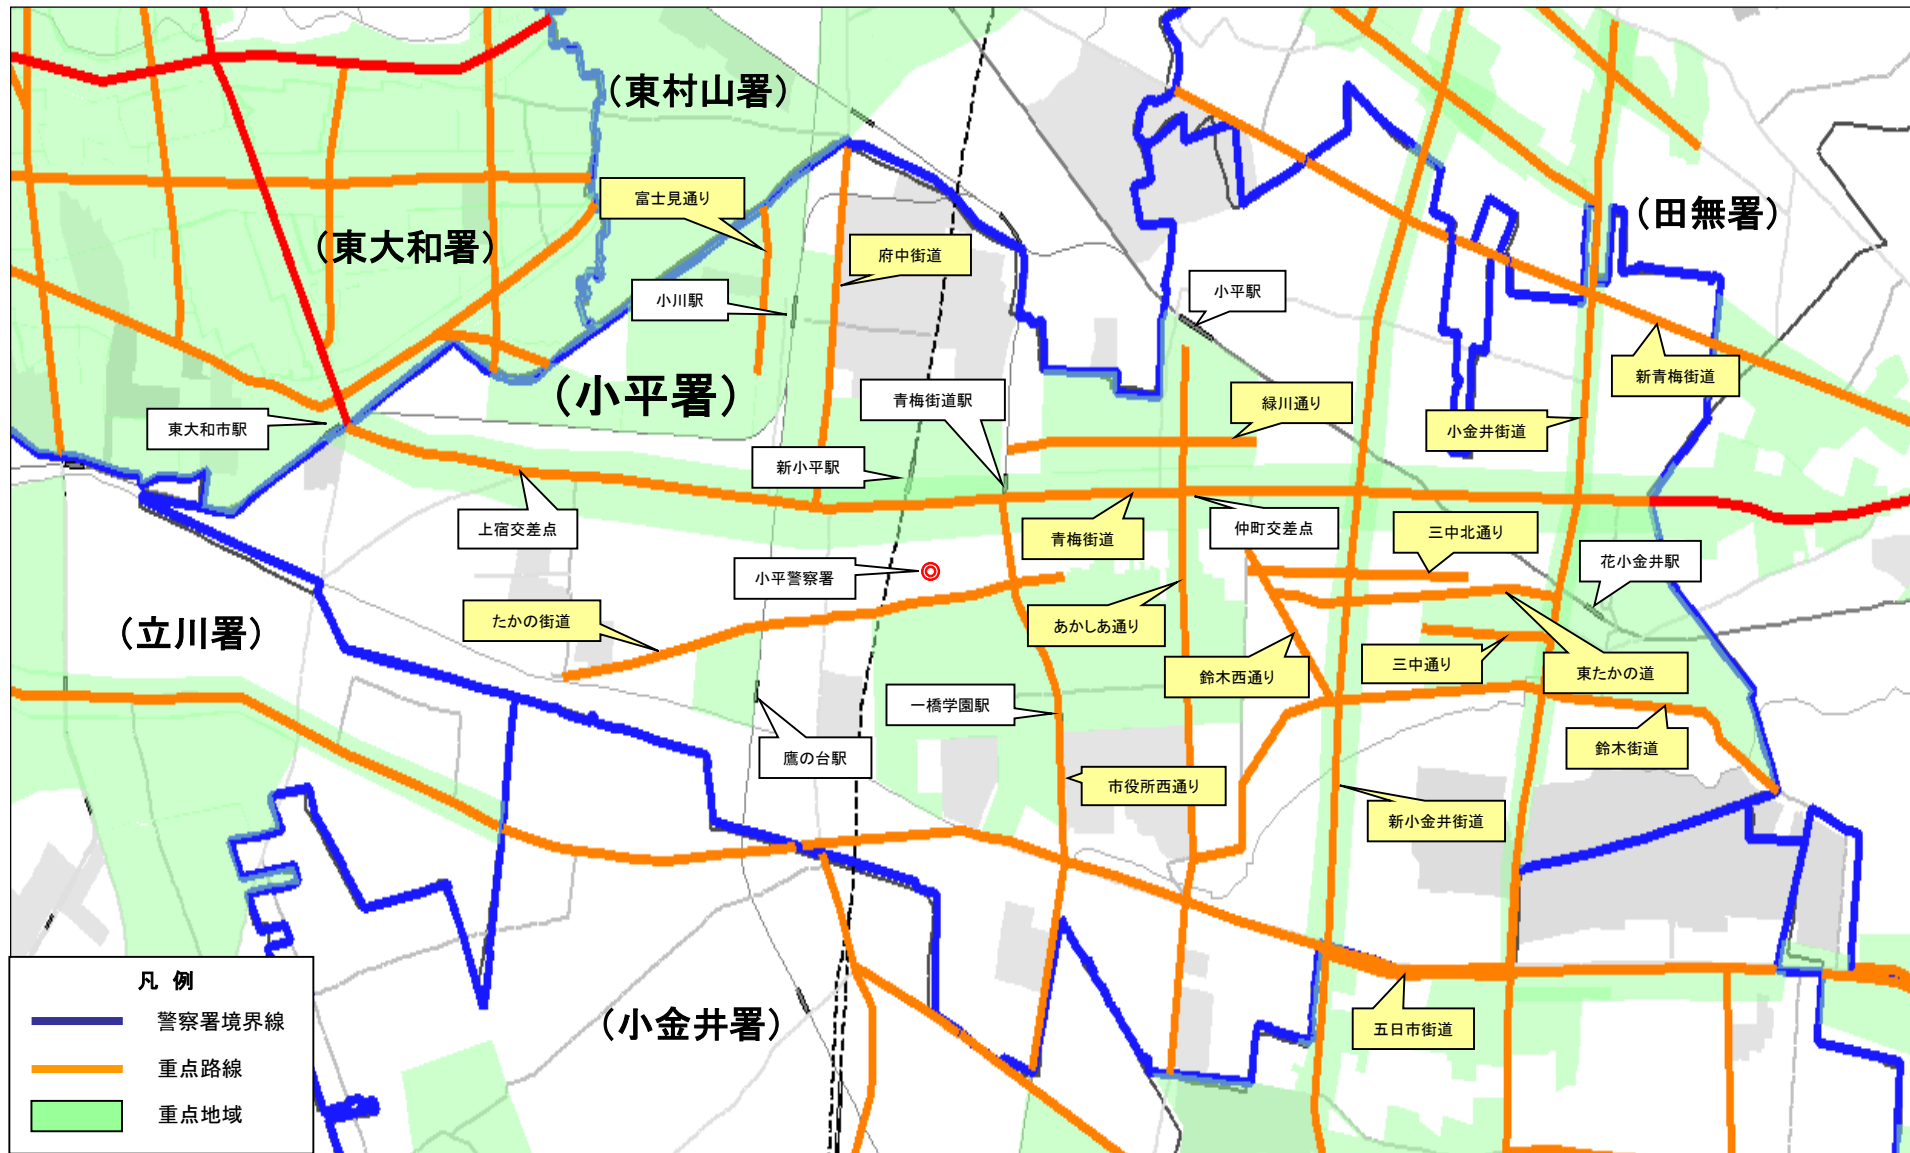 （東村山署）
富士見通り
（田無署）
（東大和署）
府中街道
小川駅
小平駅
新青梅街道
（小平署）
青梅街道駅
緑川通り
東大和市駅
小金井街道
新小平駅
上宿交差点
青梅街道
仲町交差点
三中北通り
花小金井駅
小平警察署
たかの街道
あかしあ通り
（立川署）
鈴木西通り
三中通り
東たかの道
一橋学園駅
鷹の台駅
鈴木街道
市役所西通り
新小金井街道
（小金井署）
五日市街道
凡 例
警察署境界線
重点路線
重点地域